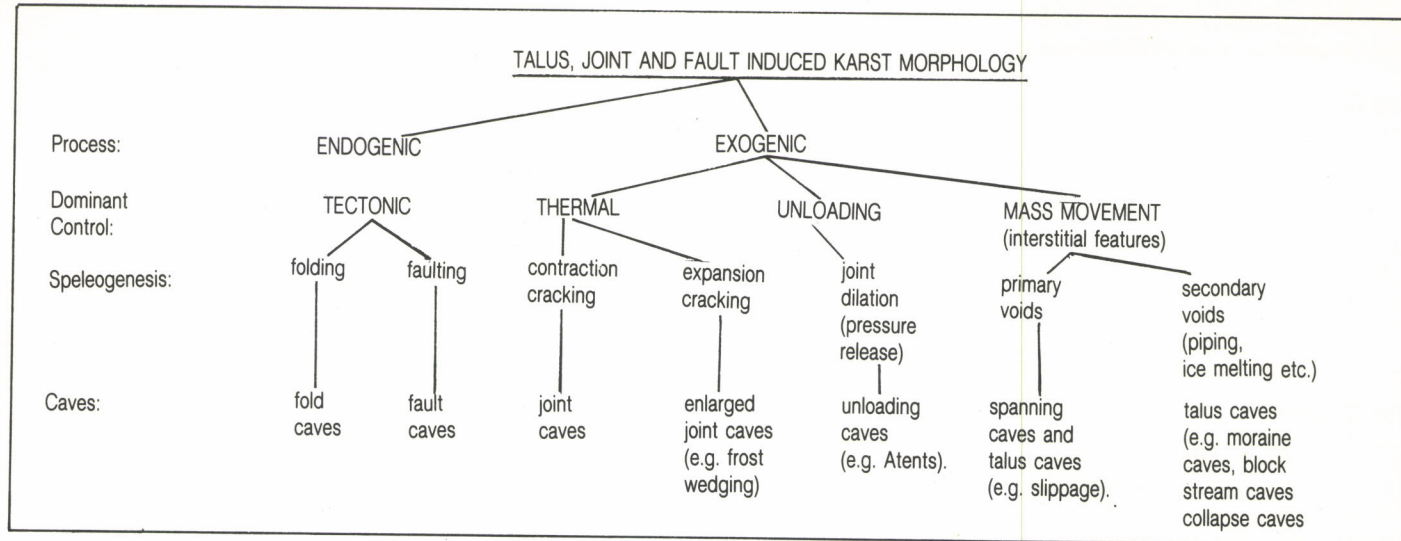 TALUS, JOINT AND FAULT INDUCED KARST MORPHOLOGY
Process:
ENDOGENIC
EXOGENIC
Dominant
Control:
TECTONIC
THERMAL
UNLOADING
MASS MOVEMENT
(interstitial features)
Speleogenesis:
folding
faulting
contraction
cracking
expansion
cracking
joint
dilation
(pressure
release)
primary
voids
secondary
voids
(piping,
ice melting etc.)
Caves:
fold
caves
fault
caves
joint
caves
enlarged
joint caves
(e.g. frost
wedging)
unloading
caves
(e.g. Atents).
spanning
caves and
talus caves
(e.g. slippage).
talus caves
(e.g. moraine
caves, block
stream caves
collapse caves